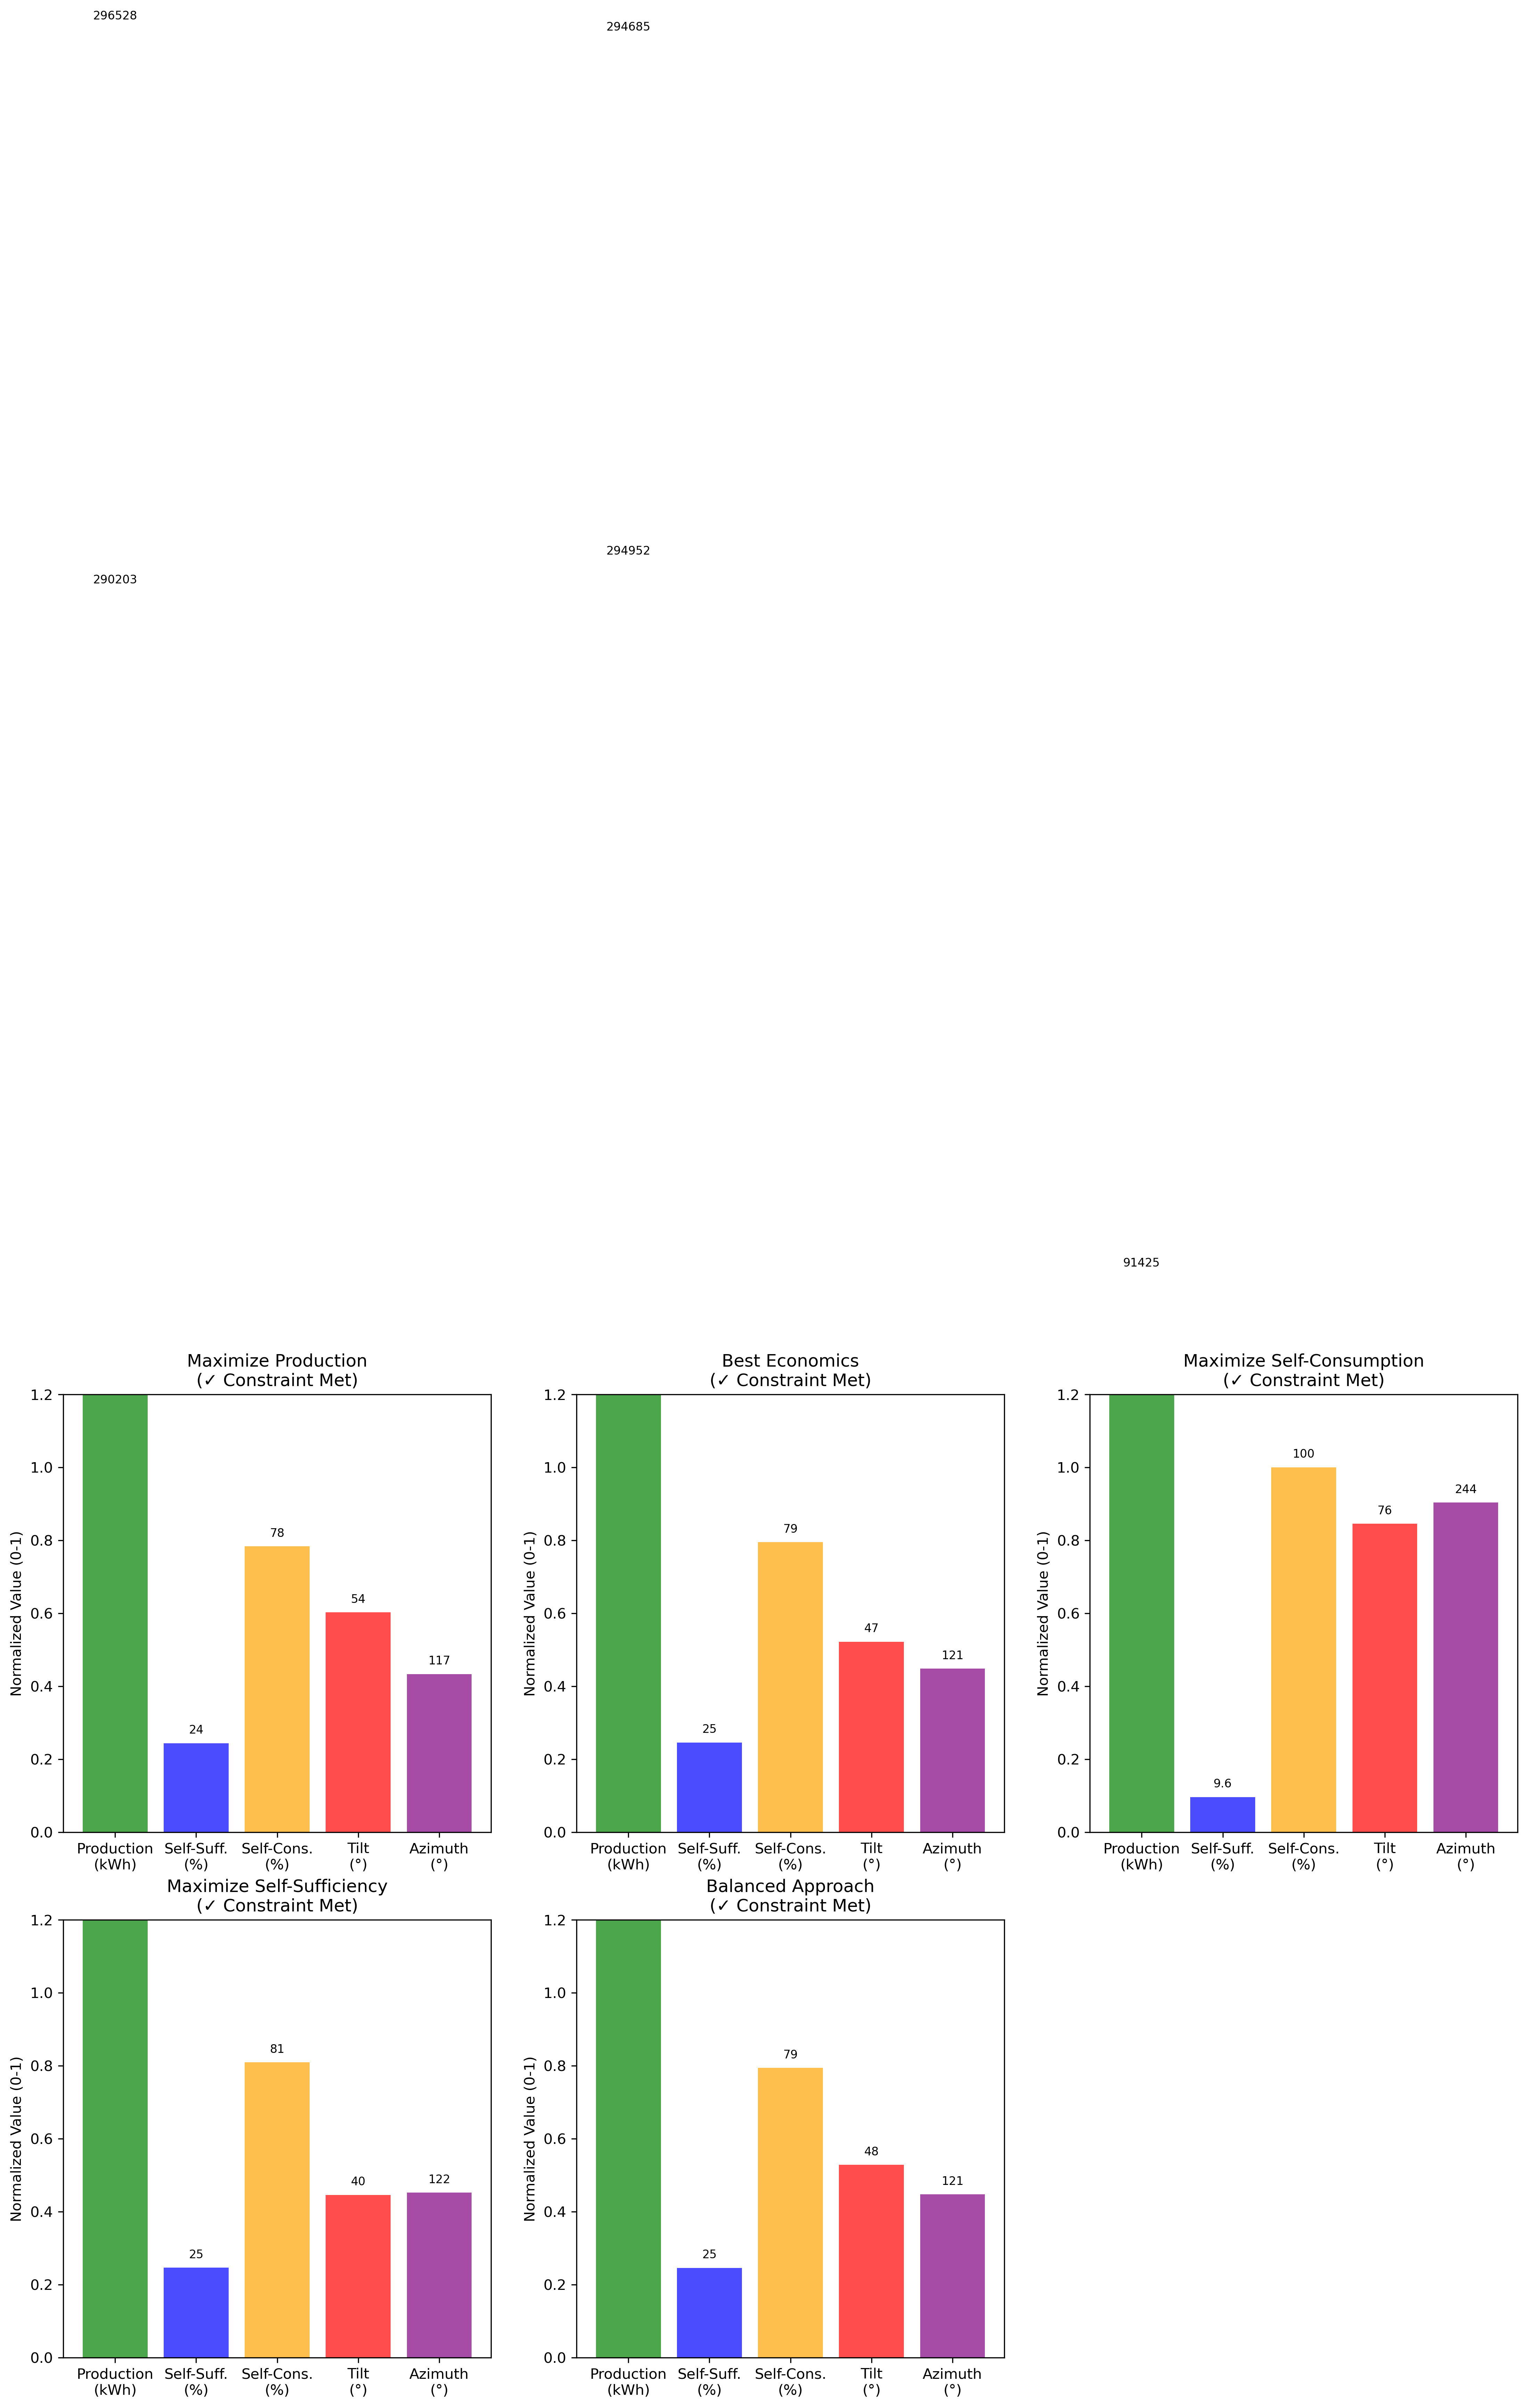 296528
294685
294952
290203
91425
Maximize Production
(✓ Constraint Met)
Normalized Value (0-1)
1.2
1.0
0.8
0.6
0.4
0.2
0.0
24
78
54
117
Production
(kWh)
Self-Suff.
(%)
Self-Cons.
(%)
Tilt
(°)
Azimuth
(°)
Best Economics
(✓ Constraint Met)
Normalized Value (0-1)
1.2
1.0
0.8
0.6
0.4
0.2
0.0
25
79
47
121
Production
(kWh)
Self-Suff.
(%)
Self-Cons.
(%)
Tilt
(°)
Azimuth
(°)
Maximize Self-Consumption
(✓ Constraint Met)
Normalized Value (0-1)
1.2
1.0
0.8
0.6
0.4
0.2
0.0
9.6
100
76
244
Production
(kWh)
Self-Suff.
(%)
Self-Cons.
(%)
Tilt
(°)
Azimuth
(°)
Maximize Self-Sufficiency
(✓ Constraint Met)
Normalized Value (0-1)
1.2
1.0
0.8
0.6
0.4
0.2
0.0
25
81
40
122
Production
(kWh)
Self-Suff.
(%)
Self-Cons.
(%)
Tilt
(°)
Azimuth
(°)
Balanced Approach
(✓ Constraint Met)
Normalized Value (0-1)
1.2
1.0
0.8
0.6
0.4
0.2
0.0
25
79
48
121
Production
(kWh)
Self-Suff.
(%)
Self-Cons.
(%)
Tilt
(°)
Azimuth
(°)